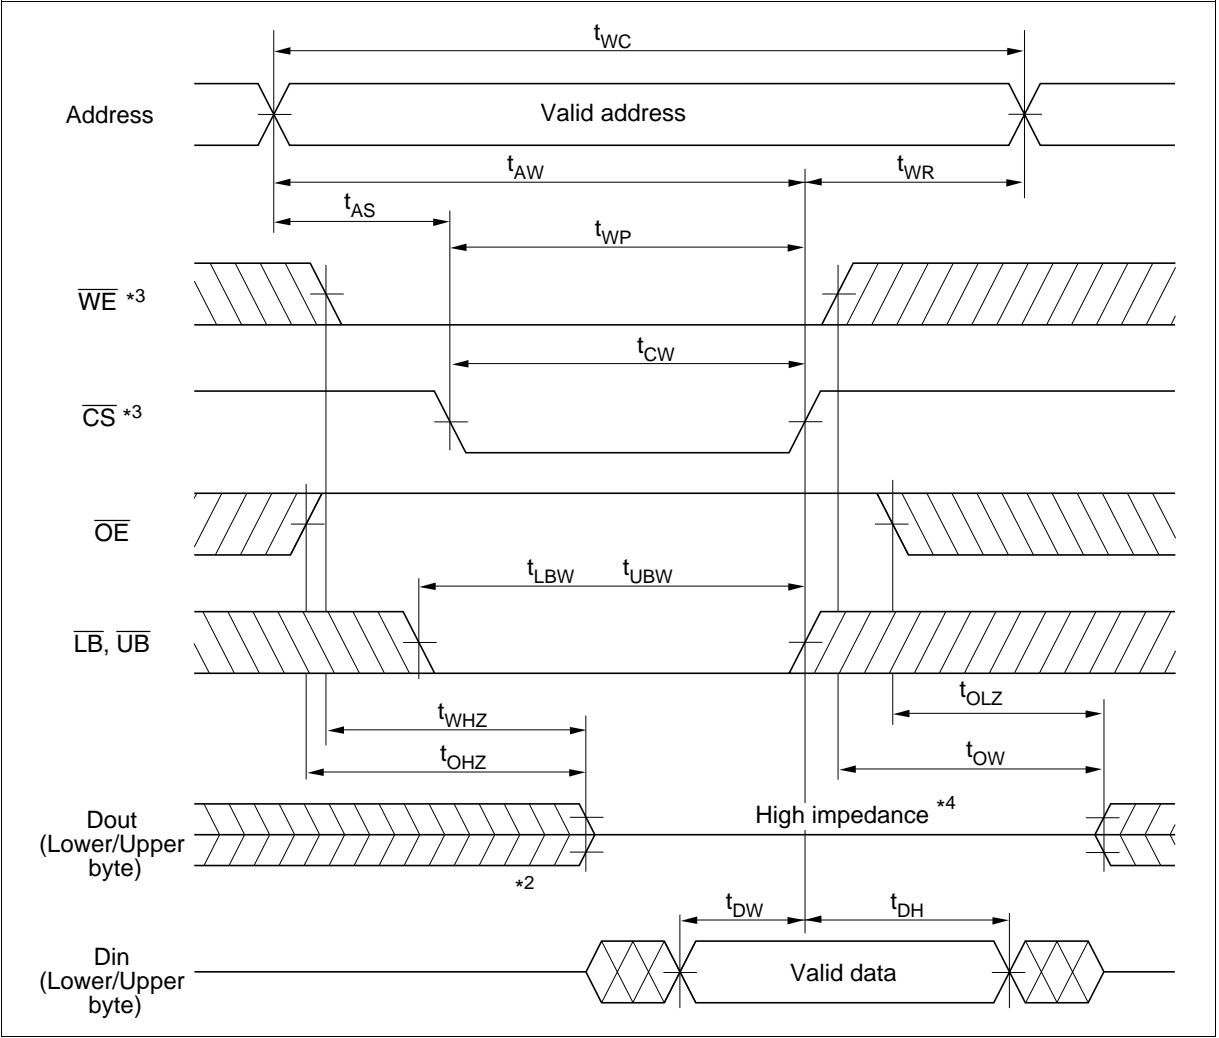 tWC
Address
Valid address
tAW
tWR
tAS
tWP
WE *3
tCW
CS *3
OE
tLBW tUBW
LB, UB
tOLZ
tWHZ
tOW
tOHZ
High impedance *4
Dout
(Lower/Upper
byte)
*2
tDW
tDH
Din
(Lower/Upper
byte)
Valid data